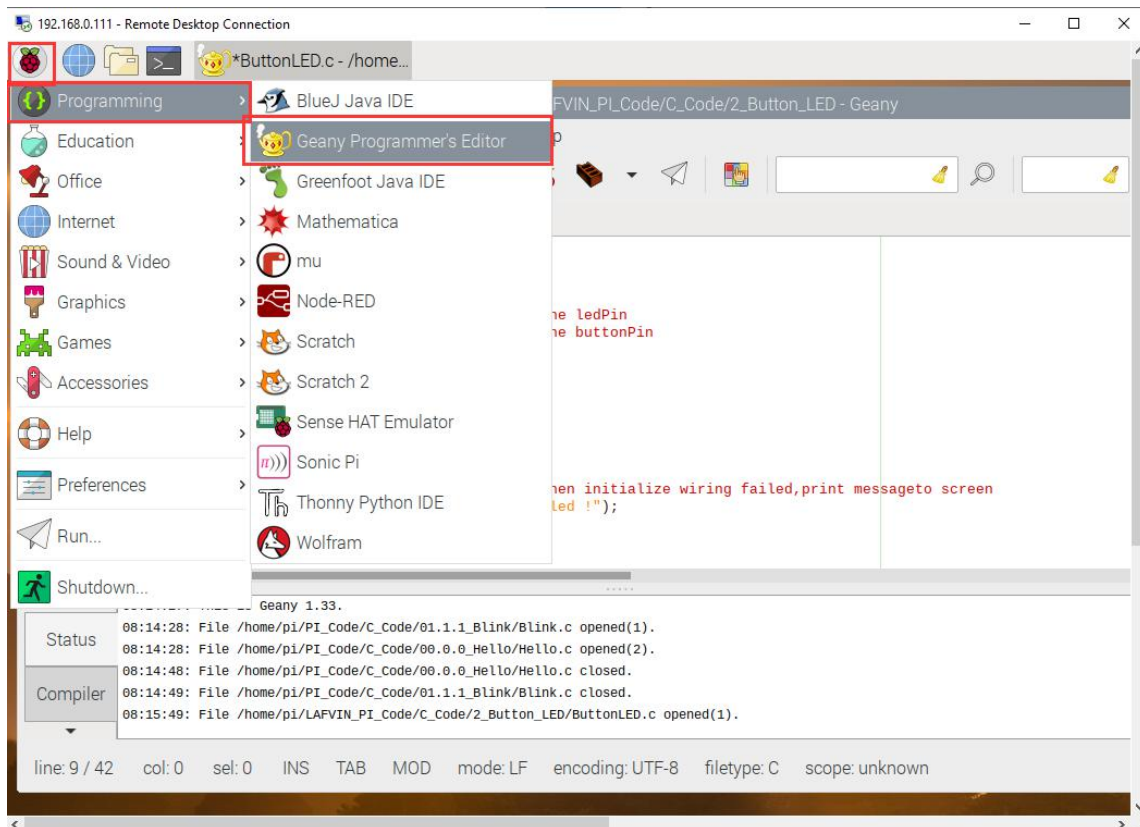 192.168.0.111 - Remote Desktop Connection
*ButtonLED.c - /home...
Programming
Education
Office
Internet
Sound & Video
Graphics
Games
Accessories
Help
Preferences
Run...
Shutdown...
BlueJ Java IDE
Geany Programmer's Editor
Greenfoot Java IDE
Mathematica
mu
Node-RED
Scratch
Scratch 2
Sense HAT Emulator
π))) Sonic Pi
Th Thonny Python IDE
Wolfram
FVIN_PI_Code/C_Code/2_Button_LED - Geany
p
he ledPin
he buttonPin
hen initialize wiring failed,print messageto screen
led !");
Geany 1.33.
Status
Compiler
08:14:28: File /home/pi/PI_Code/C_Code/01.1.1_Blink/Blink.c opened(1).
08:14:28: File /home/pi/PI_Code/C_Code/00.0.0_Hello/Hello.c opened(2).
08:14:48: File /home/pi/PI_Code/C_Code/00.0.0_Hello/Hello.c closed.
08:14:49: File /home/pi/PI_Code/C_Code/01.1.1_Blink/Blink.c closed.
08:15:49: File /home/pi/LAFVIN_PI_Code/C_Code/2_Button_LED/ButtonLED.c opened(1).
line: 9 / 42 col: 0 sel: 0 INS TAB MOD mode: LF encoding: UTF-8 filetype: C scope: unknown